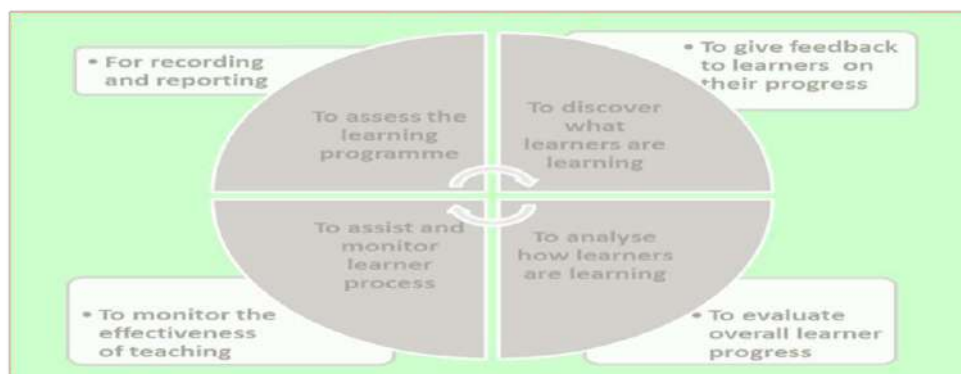 • For recording
and reporting
To assess the
learning
programme
• To give feedback
to learners on
their progress
To discover
what
learners are
learning
To assist and
monitor
learner
process
• To monitor the
effectiveness
of teaching
To analyse
how learners
are learning
• To evaluate
overall learner
progress